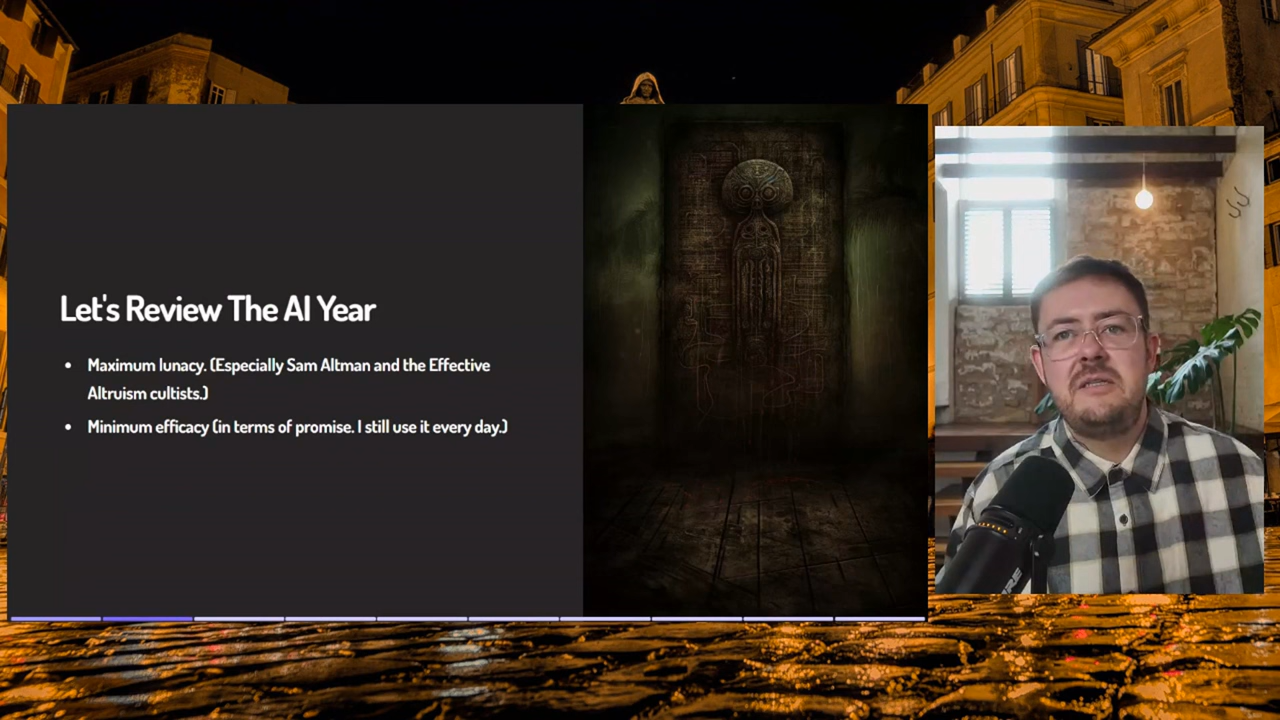 Let's Review The AI Year
• Maximum lunacy. (Especially Sam Altman and the Effective
Altruism cultists.)
• Minimum efficacy (in terms of promise. I still use it every day.)